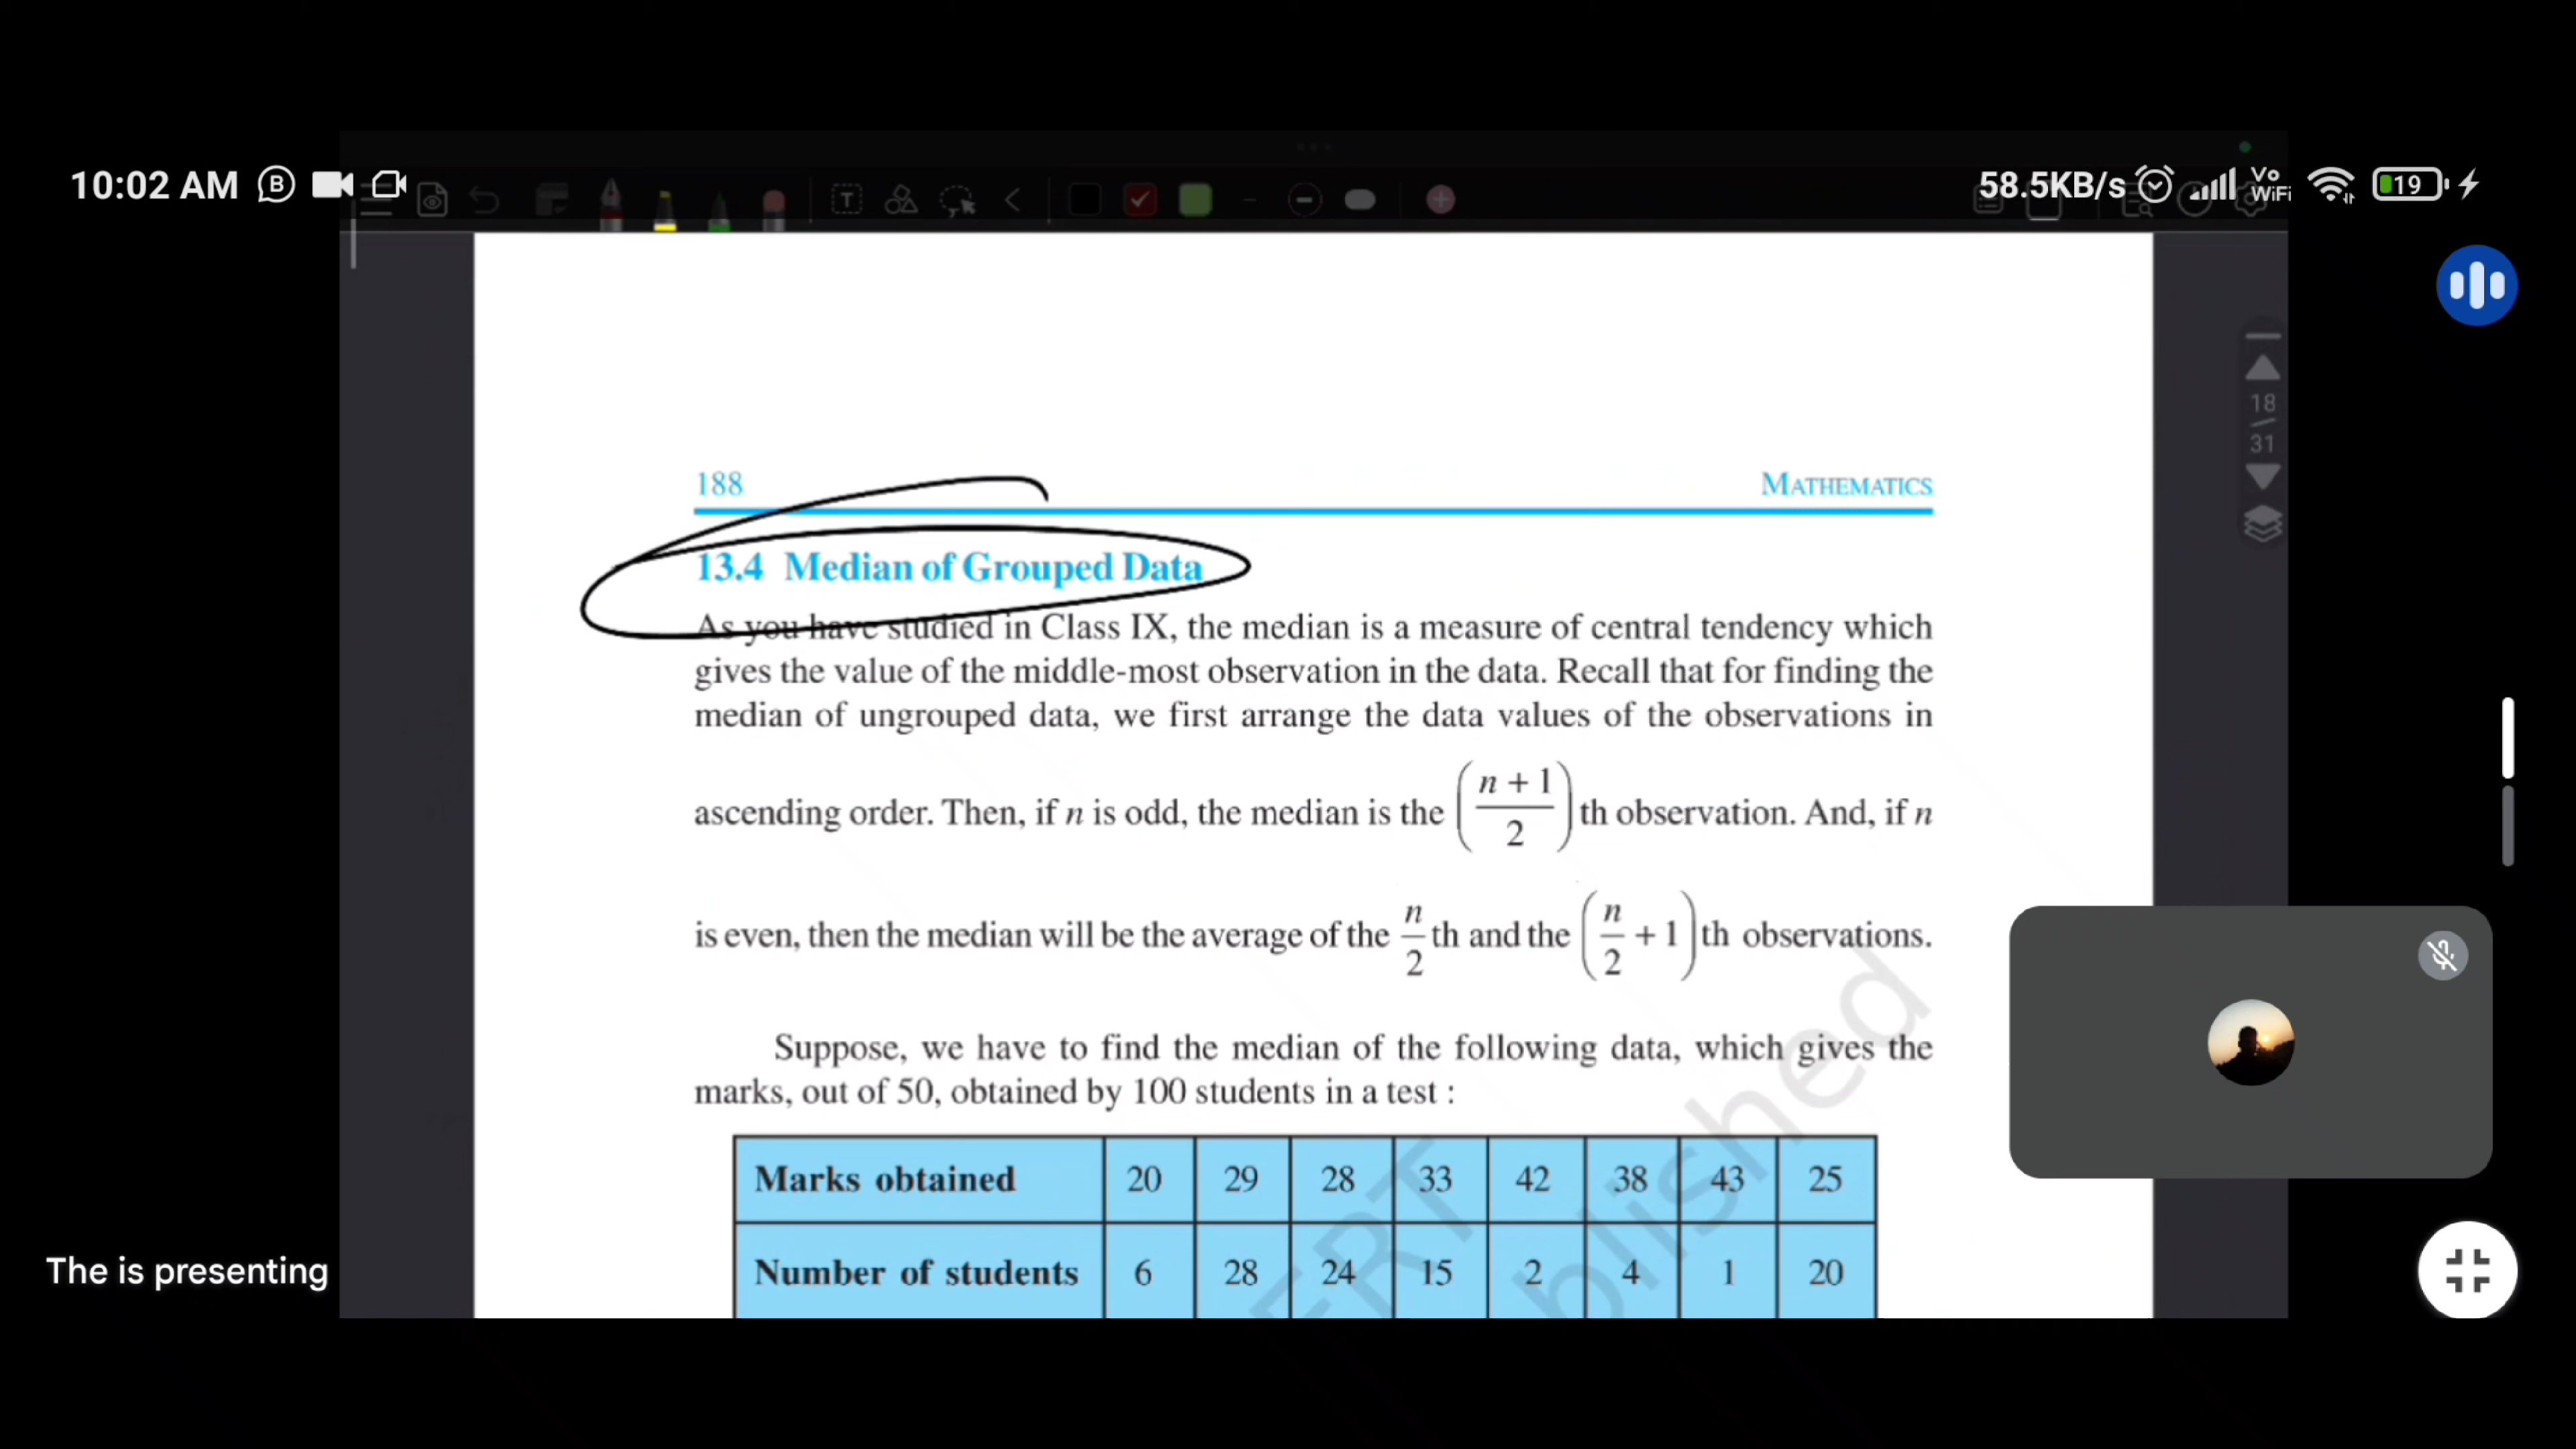 10:02 AM
58.5KB/s Vo WiFi 19
18
31
188 MATHEMATICS
13.4 Median of Grouped Data
As you have studied in Class IX, the median is a measure of central tendency which
gives the value of the middle-most observation in the data. Recall that for finding the
median of ungrouped data, we first arrange the data values of the observations in
ascending order. Then, if n is odd, the median is the ((n + 1)/2) th observation. And, if n
is even, then the median will be the average of the n/2 th and the (n/2 + 1) th observations.
Suppose, we have to find the median of the following data, which gives the
marks, out of 50, obtained by 100 students in a test :
Marks obtained 20 29 28 33 42 38 43 25
Number of students 6 28 24 15 2 4 1 20
The is presenting